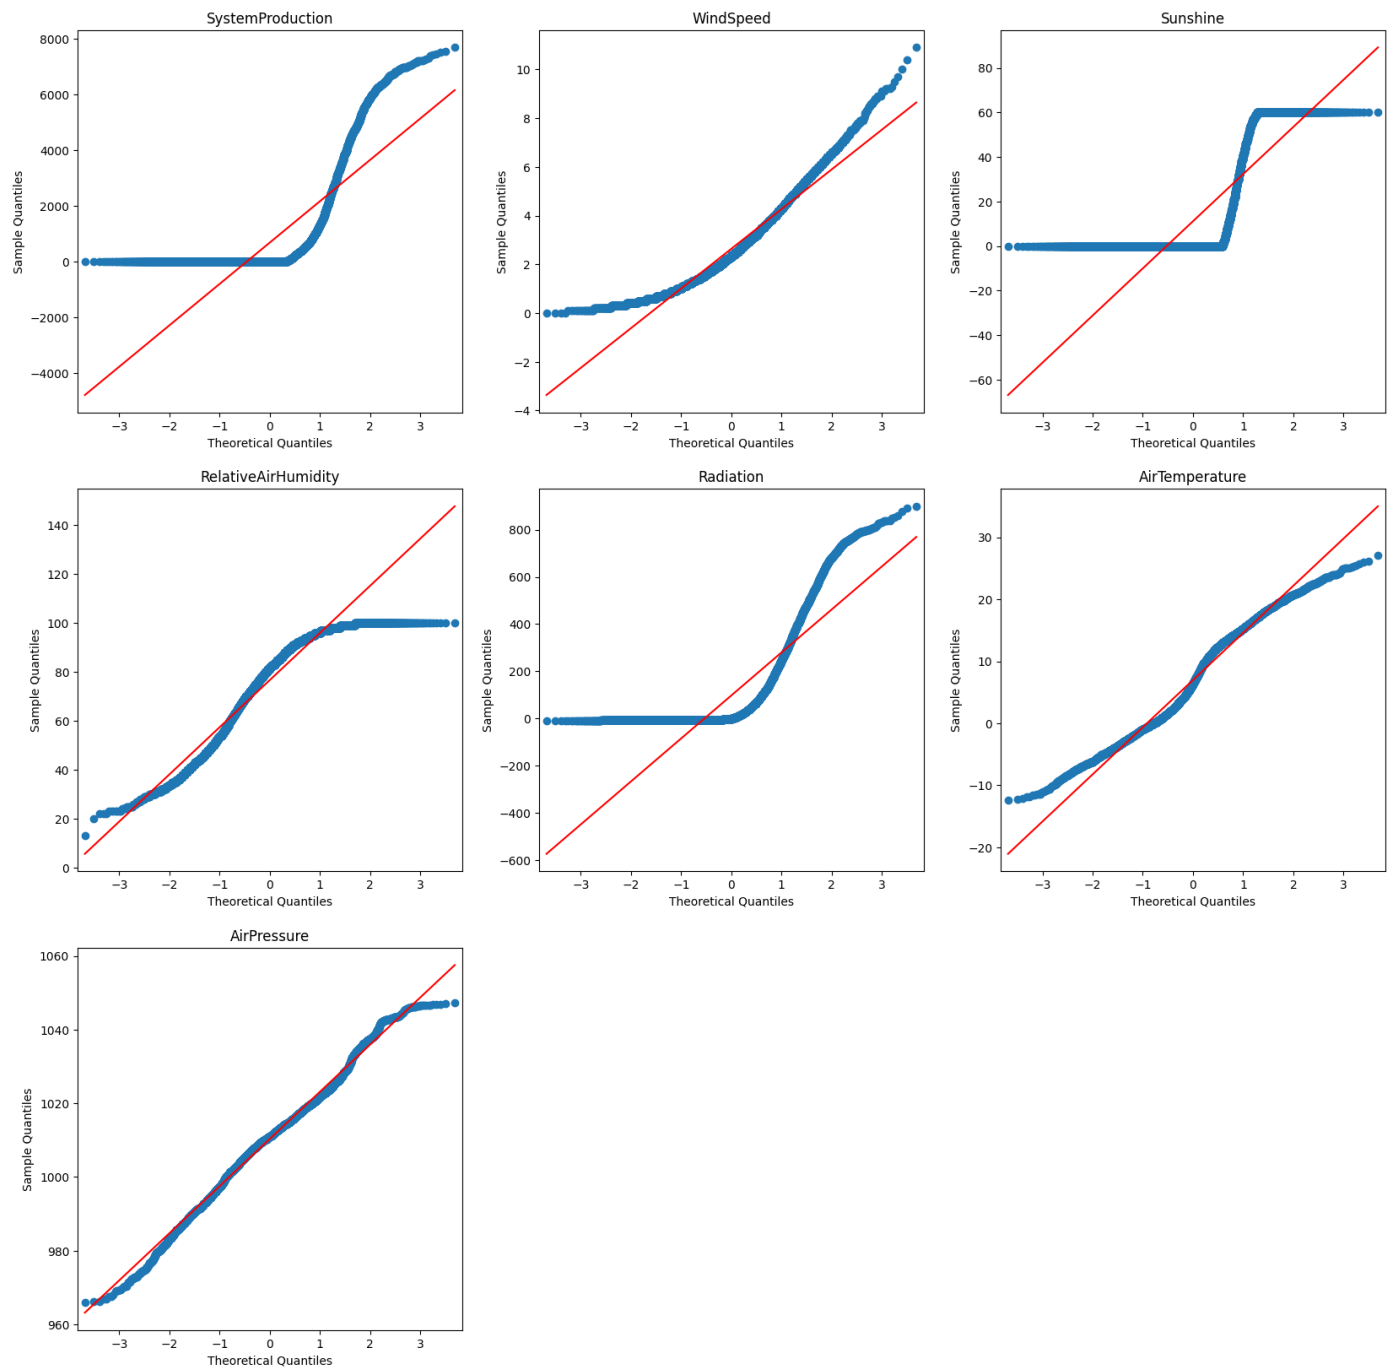 SystemProduction
WindSpeed
Sunshine
8000
6000
4000
2000
0
−2000
−4000
Sample Quantiles
−3 −2 −1 0 1 2 3
Theoretical Quantiles
10
8
6
4
2
0
−2
−4
Sample Quantiles
−3 −2 −1 0 1 2 3
Theoretical Quantiles
80
60
40
20
0
−20
−40
−60
Sample Quantiles
−3 −2 −1 0 1 2 3
Theoretical Quantiles
RelativeAirHumidity
Radiation
AirTemperature
140
120
100
80
60
40
20
0
Sample Quantiles
−3 −2 −1 0 1 2 3
Theoretical Quantiles
800
600
400
200
0
−200
−400
−600
Sample Quantiles
−3 −2 −1 0 1 2 3
Theoretical Quantiles
30
20
10
0
−10
−20
Sample Quantiles
−3 −2 −1 0 1 2 3
Theoretical Quantiles
AirPressure
1060
1040
1020
1000
980
960
Sample Quantiles
−3 −2 −1 0 1 2 3
Theoretical Quantiles